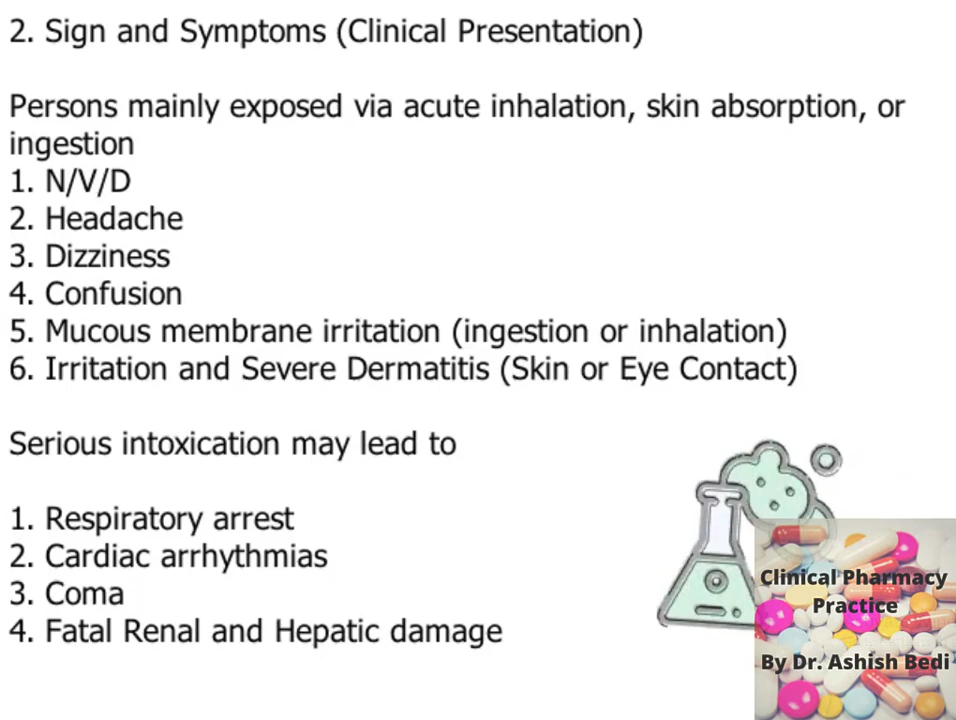 2. Sign and Symptoms (Clinical Presentation)
Persons mainly exposed via acute inhalation, skin absorption, or
ingestion
1. N/V/D
2. Headache
3. Dizziness
4. Confusion
5. Mucous membrane irritation (ingestion or inhalation)
6. Irritation and Severe Dermatitis (Skin or Eye Contact)
Serious intoxication may lead to
1. Respiratory arrest
2. Cardiac arrhythmias
3. Coma
4. Fatal Renal and Hepatic damage
Clinical Pharmacy
Practice
By Dr. Ashish Bedi